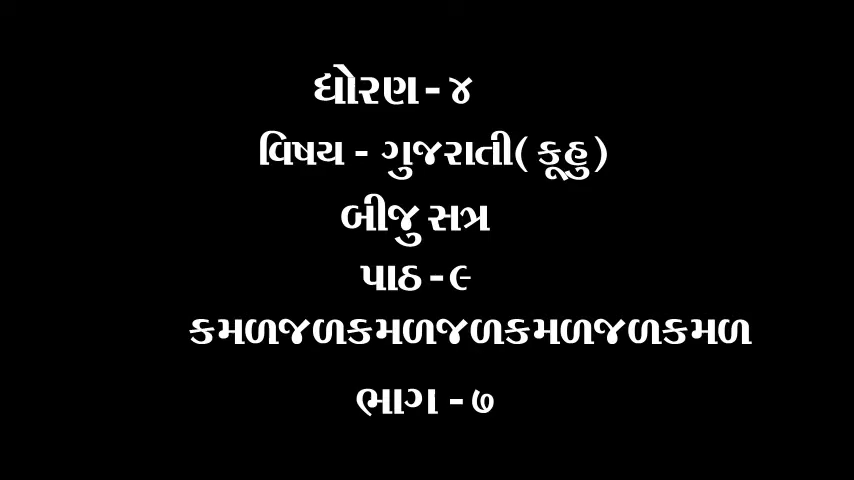 ધોરણ - ૪
વિષય - ગુજરાતી( કૂહુ)
બીજુ સત્ર
પાઠ - ૯
કમળજળકમળજળકમળજળકમળ
ભાગ - ૭